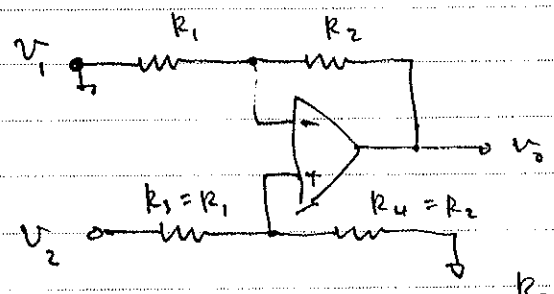 R₁ R₂
V₁
−
+
V₀
R₃ = R₁ R₄ = R₂
V₂
R